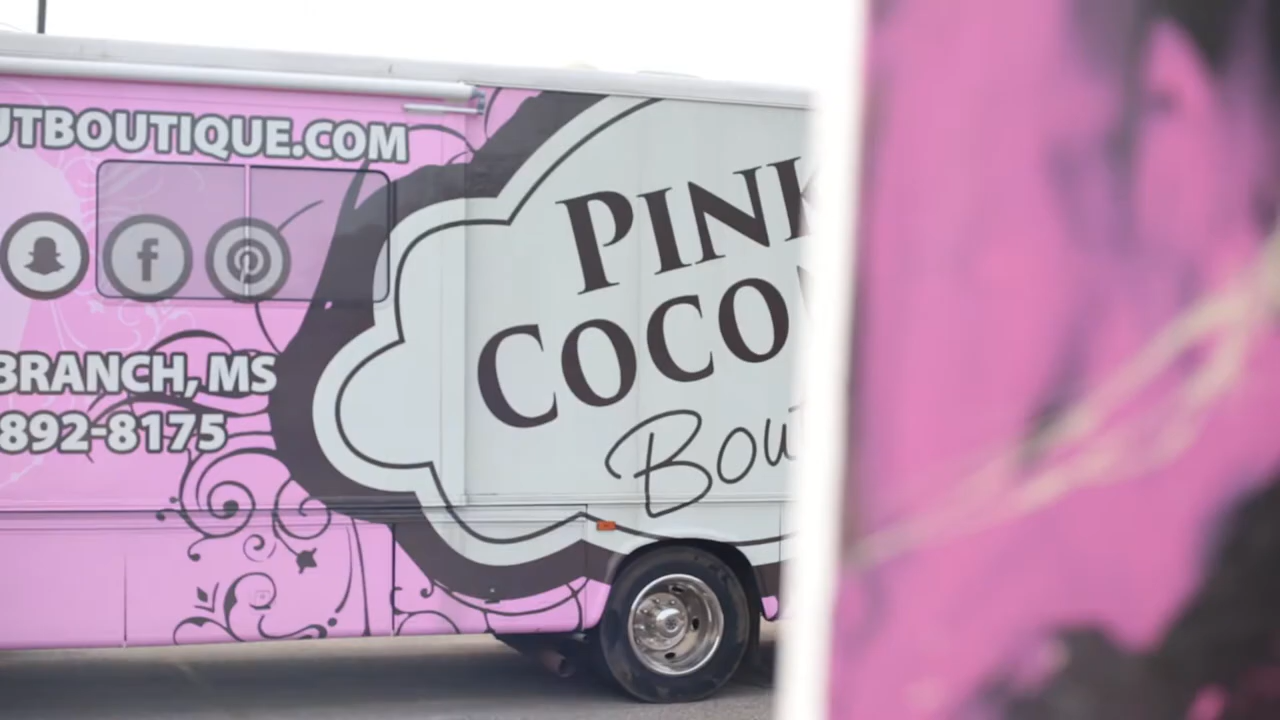 UTBOUTIQUE.COM
BRANCH, MS
892-8175
PINK
COCO
Bou